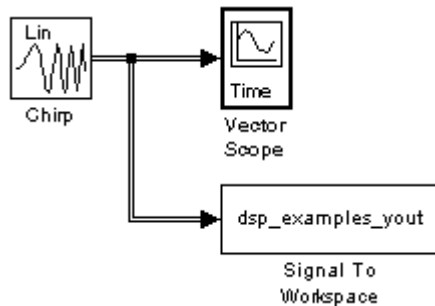 Lin
Chirp
Time
Vector
Scope
dsp_examples_yout
Signal To
Workspace